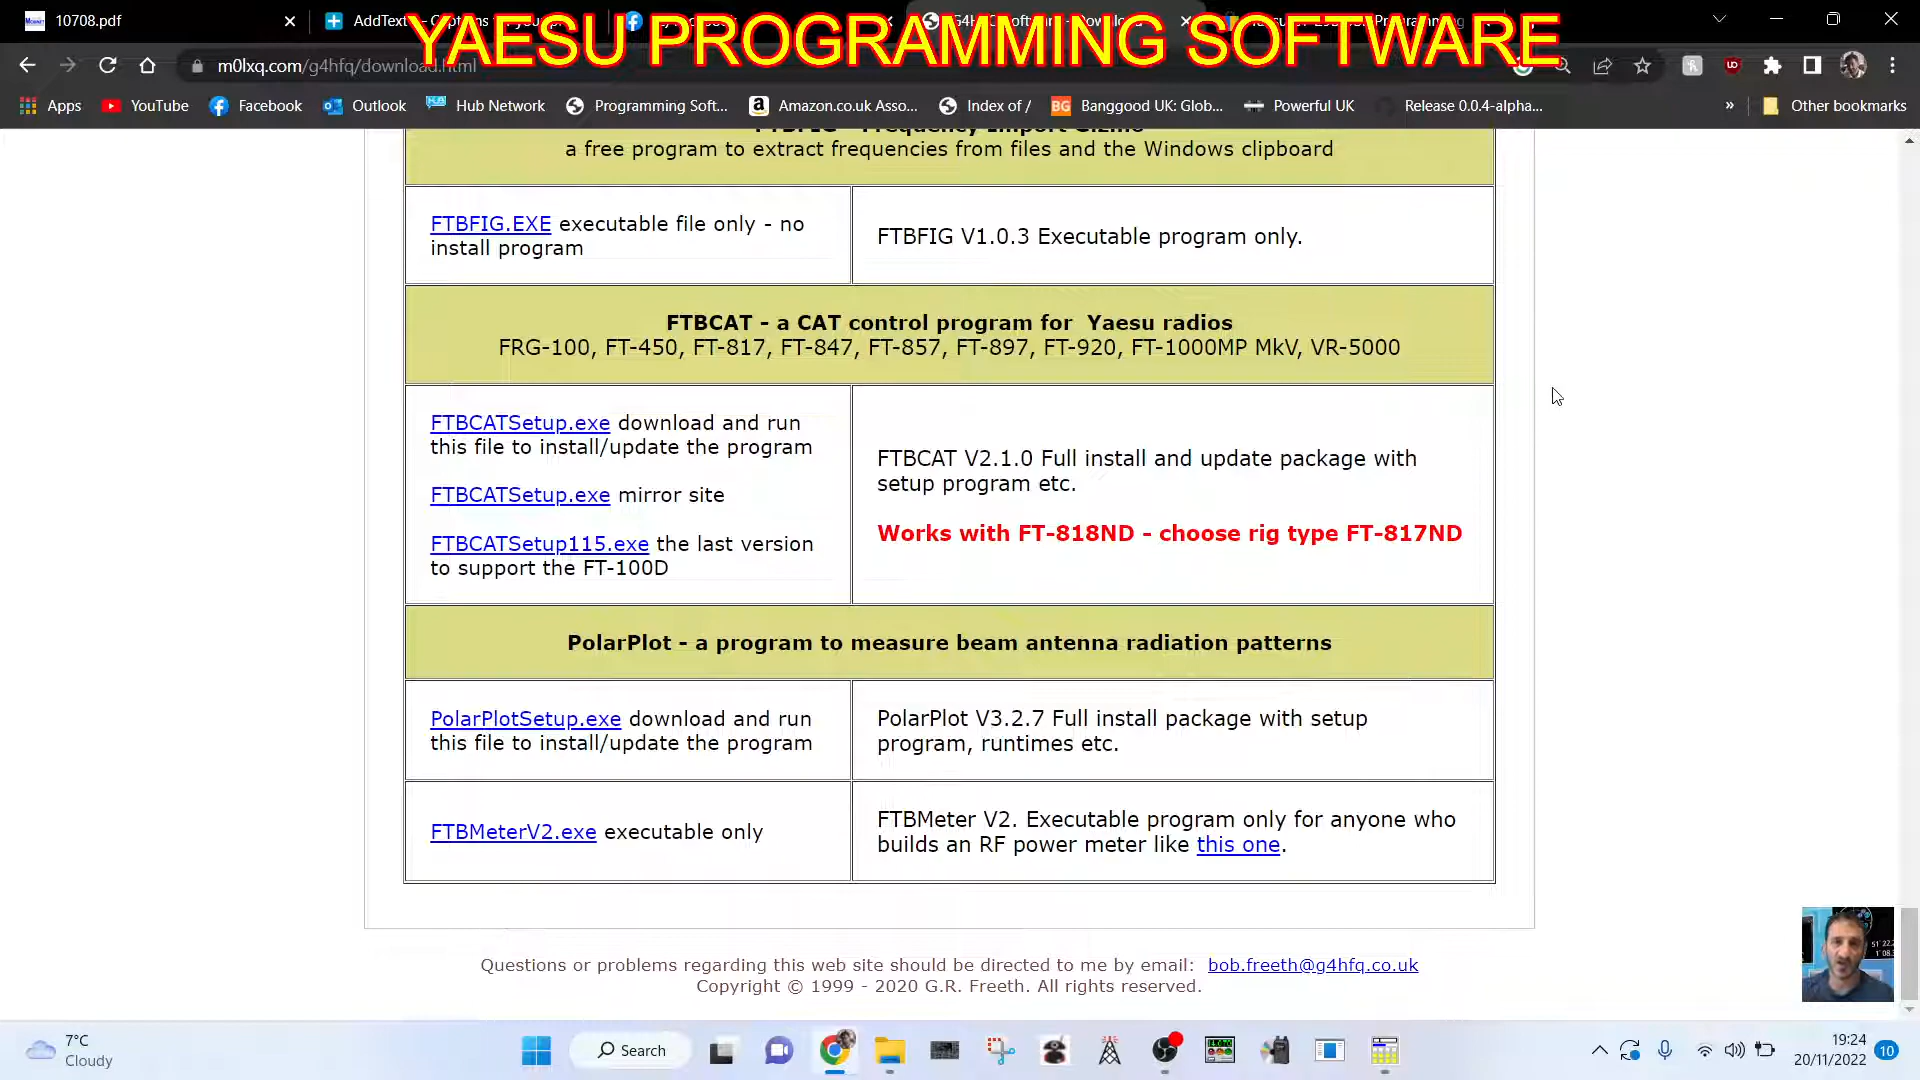 10708.pdf
YAESU PROGRAMMING SOFTWARE
m0lxq.com/g4hfq/download.html
Apps YouTube Facebook Outlook Hub Network Programming Soft... Amazon.co.uk Asso... Index of / Banggood UK: Glob... Powerful UK Release 0.0.4-alpha... » Other bookmarks
a free program to extract frequencies from files and the Windows clipboard
FTBFIG.EXE executable file only - no
install program
FTBFIG V1.0.3 Executable program only.
FTBCAT - a CAT control program for Yaesu radios
FRG-100, FT-450, FT-817, FT-847, FT-857, FT-897, FT-920, FT-1000MP MkV, VR-5000
FTBCATSetup.exe download and run
this file to install/update the program
FTBCATSetup.exe mirror site
FTBCATSetup115.exe the last version
to support the FT-100D
FTBCAT V2.1.0 Full install and update package with
setup program etc.
Works with FT-818ND - choose rig type FT-817ND
PolarPlot - a program to measure beam antenna radiation patterns
PolarPlotSetup.exe download and run
this file to install/update the program
PolarPlot V3.2.7 Full install package with setup
program, runtimes etc.
FTBMeterV2.exe executable only
FTBMeter V2. Executable program only for anyone who
builds an RF power meter like this one.
Questions or problems regarding this web site should be directed to me by email: bob.freeth@g4hfq.co.uk
Copyright © 1999 - 2020 G.R. Freeth. All rights reserved.
7°C
Cloudy
Search
19:24
20/11/2022
10